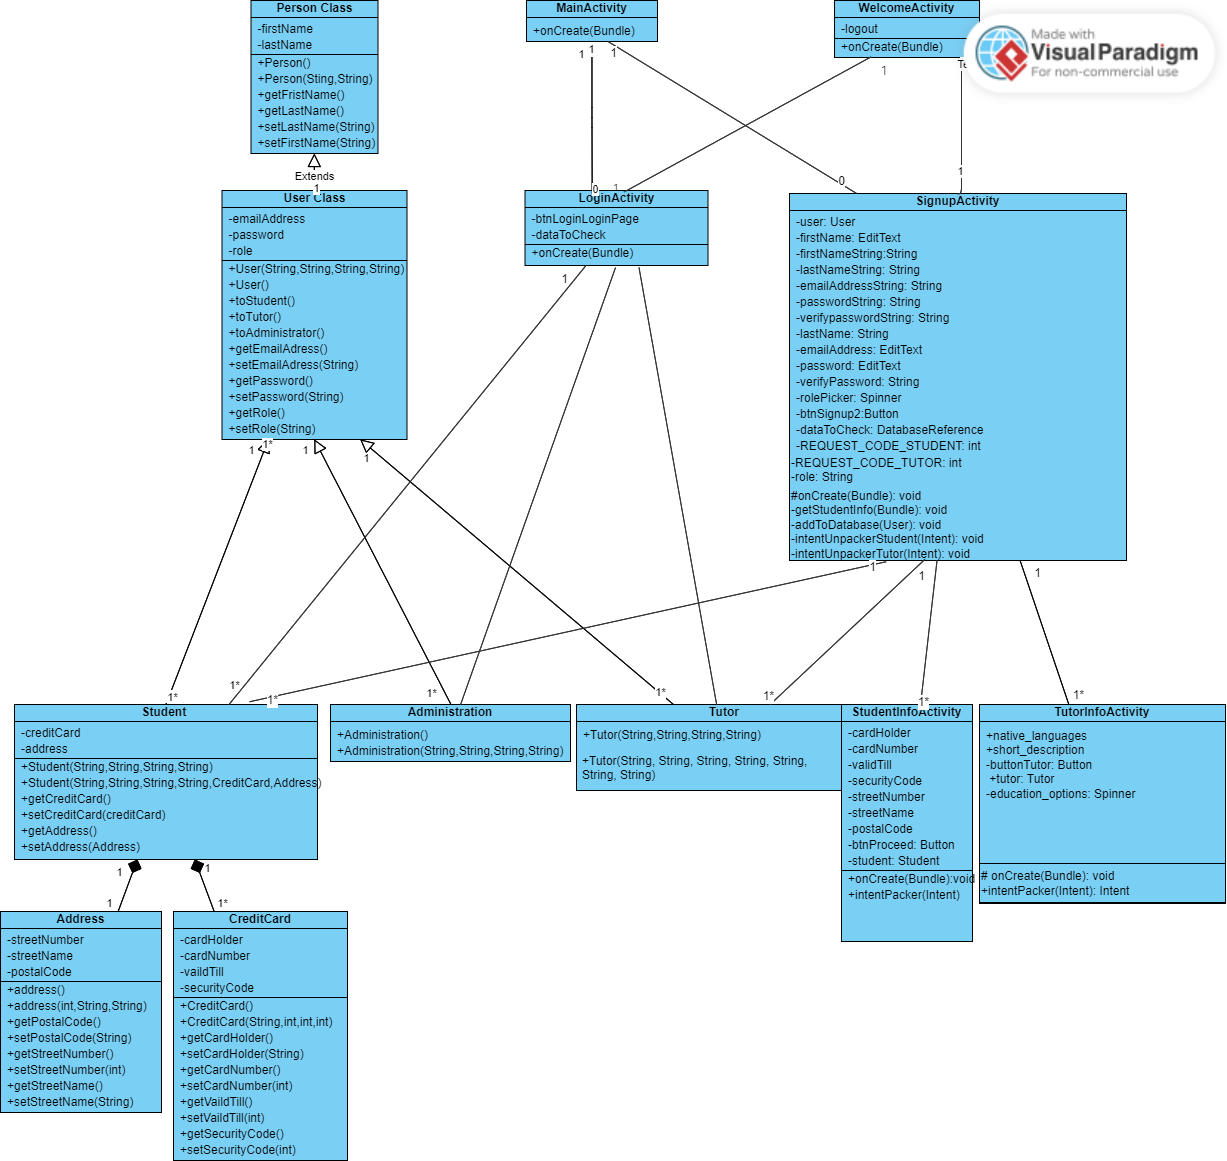 Person Class
-firstName
-lastName
+Person()
+Person(Sting,String)
+getFristName()
+getLastName()
+setLastName(String)
+setFirstName(String)
Extends
1
User Class
-emailAddress
-password
-role
+User(String,String,String,String)
+User()
+toStudent()
+toTutor()
+toAdministrator()
+getEmailAdress()
+setEmailAdress(String)
+getPassword()
+setPassword(String)
+getRole()
+setRole(String)
1
1*
1
1
MainActivity
+onCreate(Bundle)
1
1
1
WelcomeActivity
-logout
+onCreate(Bundle)
1
Made with
Visual Paradigm
For non-commercial use
0
1
0
1
LoginActivity
-btnLoginLoginPage
-dataToCheck
+onCreate(Bundle)
1
SignupActivity
-user: User
-firstName: EditText
-firstNameString:String
-lastNameString: String
-emailAddressString: String
-passwordString: String
-verifypasswordString: String
-lastName: String
-emailAddress: EditText
-password: EditText
-verifyPassword: String
-rolePicker: Spinner
-btnSignup2:Button
-dataToCheck: DatabaseReference
-REQUEST_CODE_STUDENT: int
-REQUEST_CODE_TUTOR: int
-role: String
#onCreate(Bundle): void
-getStudentInfo(Bundle): void
-addToDatabase(User): void
-intentUnpackerStudent(Intent): void
-intentUnpackerTutor(Intent): void
1
1
1
1*
1*
1*
1*
1*
1*
1*
1*
Student
-creditCard
-address
+Student(String,String,String,String)
+Student(String,String,String,String,CreditCard,Address)
+getCreditCard()
+setCreditCard(creditCard)
+getAddress()
+setAddress(Address)
Administration
+Administration()
+Administration(String,String,String,String)
Tutor
+Tutor(String,String,String,String)
+Tutor(String, String, String, String, String,
String, String)
StudentInfoActivity
-cardHolder
-cardNumber
-validTill
-securityCode
-streetNumber
-streetName
-postalCode
-btnProceed: Button
-student: Student
+onCreate(Bundle):void
+intentPacker(Intent)
TutorInfoActivity
+native_languages
+short_description
-buttonTutor: Button
+tutor: Tutor
-education_options: Spinner
# onCreate(Bundle): void
+intentPacker(Intent): Intent
1
1
1
1*
Address
-streetNumber
-streetName
-postalCode
+address()
+address(int,String,String)
+getPostalCode()
+setPostalCode(String)
+getStreetNumber()
+setStreetNumber(int)
+getStreetName()
+setStreetName(String)
CreditCard
-cardHolder
-cardNumber
-vaildTill
-securityCode
+CreditCard()
+CreditCard(String,int,int,int)
+getCardHolder()
+setCardHolder(String)
+getCardNumber()
+setCardNumber(int)
+getVaildTill()
+setVaildTill(int)
+getSecurityCode()
+setSecurityCode(int)